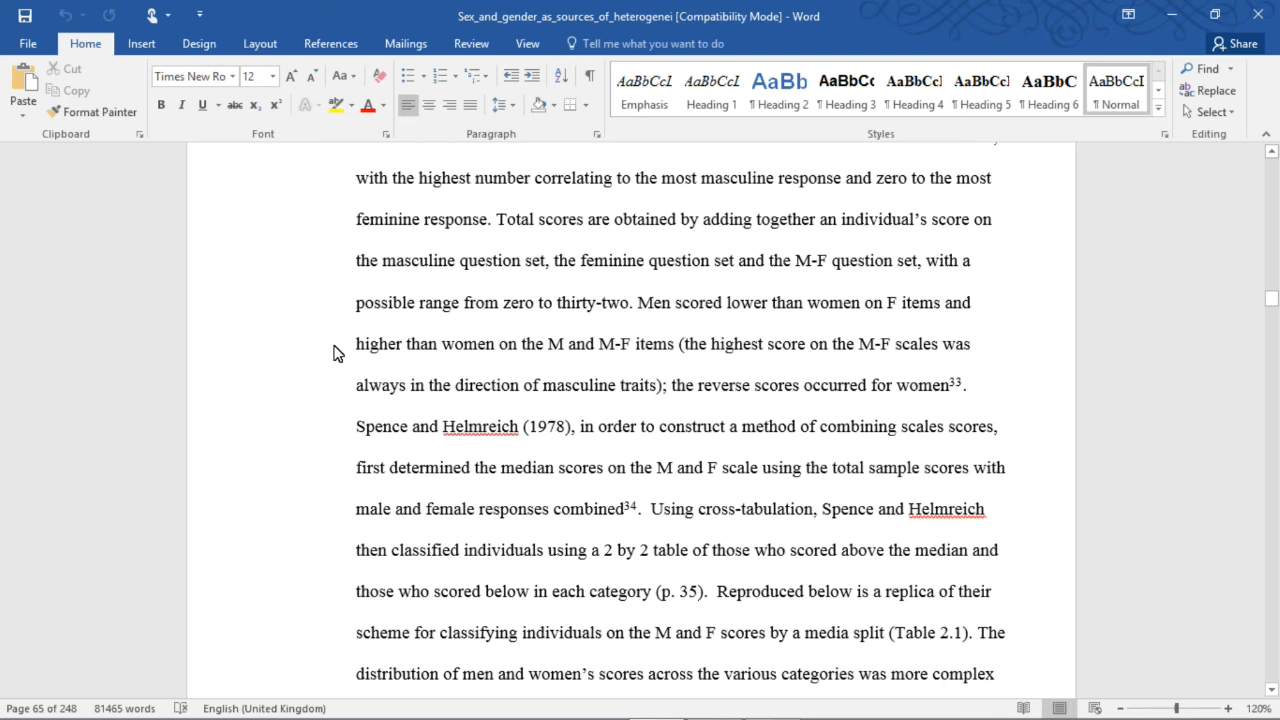 Sex_and_gender_as_sources_of_heterogenei [Compatibility Mode] - Word
File Home Insert Design Layout References Mailings Review View Tell me what you want to do Share
Paste Cut Copy Format Painter
Times New Ro 12 Aa
B I U abc x₂ x² A A
AaBbCcI AaBbCcl AaBb AaBbCc AaBbCcI AaBbCcI AaBbC AaBbCcI
Emphasis Heading 1 ¶ Heading 2 ¶ Heading 3 ¶ Heading 4 ¶ Heading 5 ¶ Heading 6 ¶ Normal
Find
Replace
Select
Clipboard Font Paragraph Styles Editing
with the highest number correlating to the most masculine response and zero to the most
feminine response. Total scores are obtained by adding together an individual’s score on
the masculine question set, the feminine question set and the M-F question set, with a
possible range from zero to thirty-two. Men scored lower than women on F items and
higher than women on the M and M-F items (the highest score on the M-F scales was
always in the direction of masculine traits); the reverse scores occurred for women³³.
Spence and Helmreich (1978), in order to construct a method of combining scales scores,
first determined the median scores on the M and F scale using the total sample scores with
male and female responses combined³⁴.  Using cross-tabulation, Spence and Helmreich
then classified individuals using a 2 by 2 table of those who scored above the median and
those who scored below in each category (p. 35).  Reproduced below is a replica of their
scheme for classifying individuals on the M and F scores by a media split (Table 2.1). The
distribution of men and women’s scores across the various categories was more complex
Page 65 of 248 81465 words English (United Kingdom) 120%